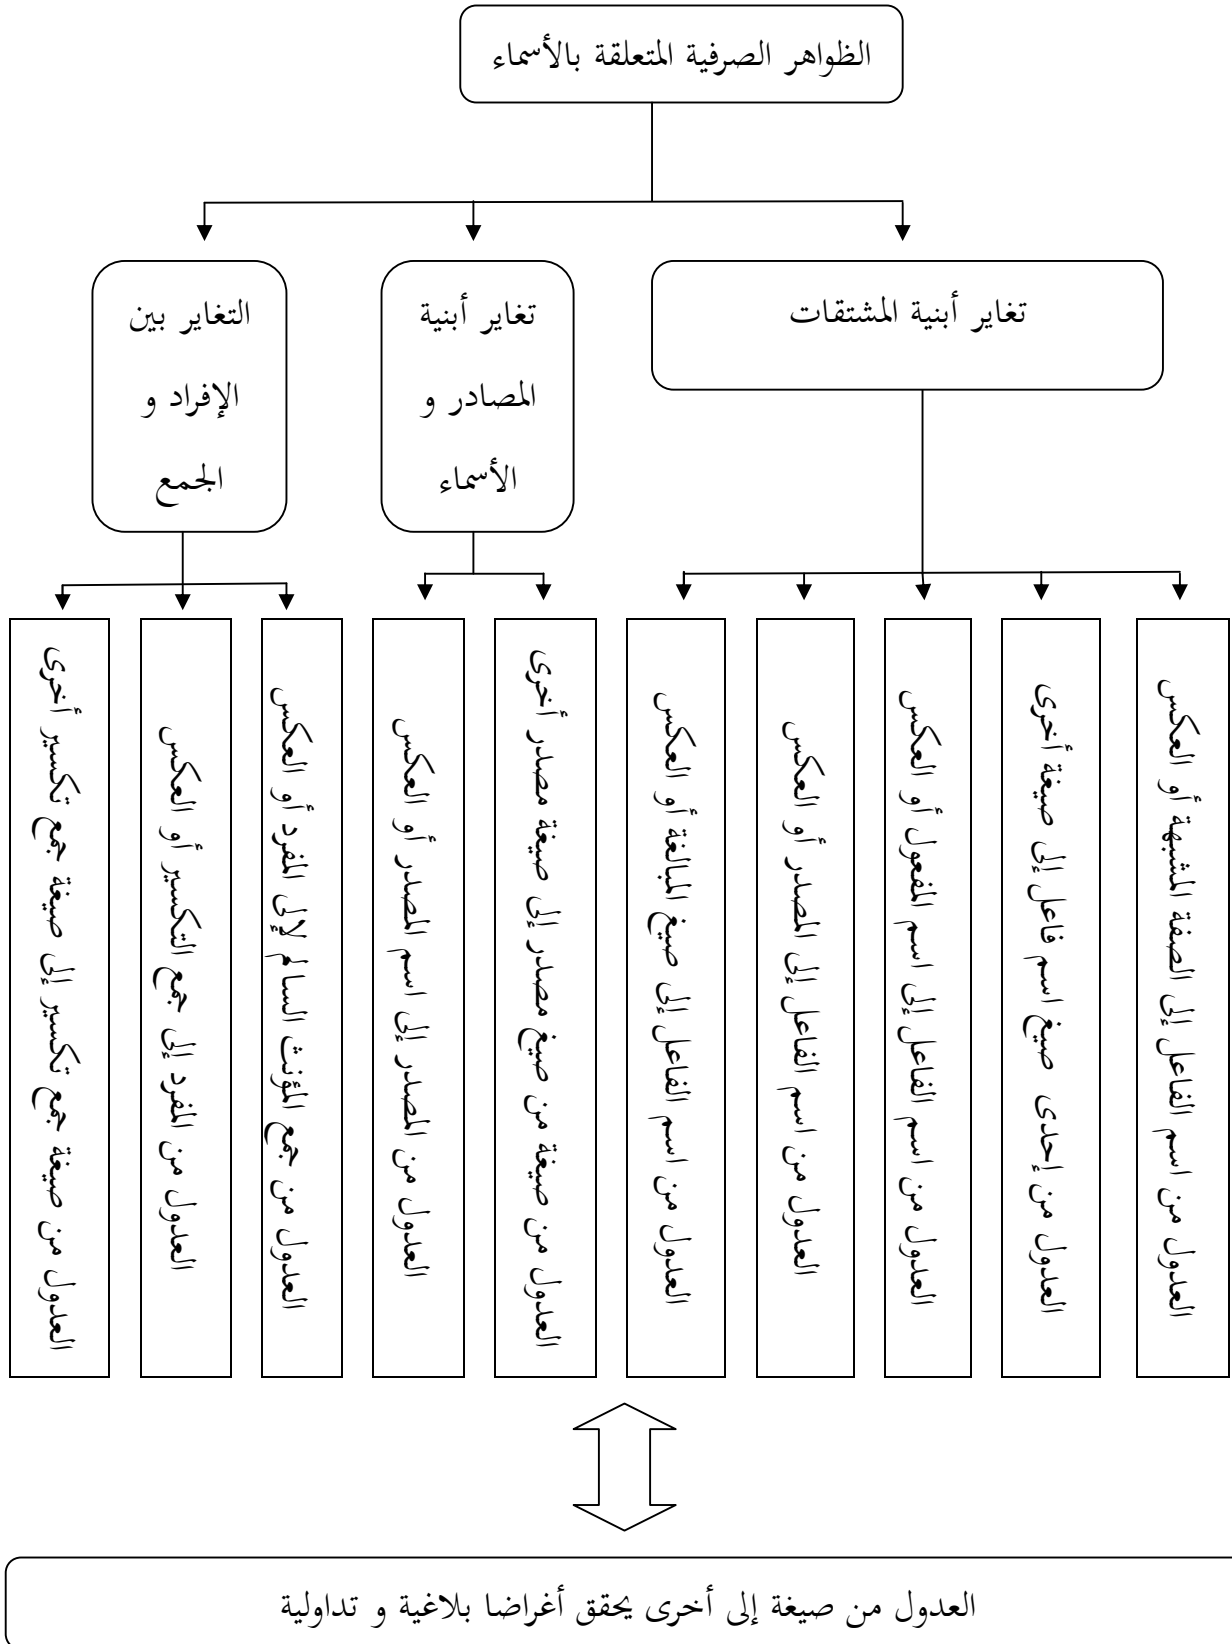 الظواهر الصرفية المتعلقة بالأسماء
تغاير أبنية المشتقات
تغاير أبنية
المصادر و
الأسماء
التغاير بين
الإفراد و
الجمع
العدول من اسم الفاعل إلى الصفة المشبهة أو العكس
العدول من إحدى صيغ اسم فاعل إلى صيغة أخرى
العدول من اسم الفاعل إلى اسم المفعول أو العكس
العدول من اسم الفاعل إلى المصدر أو العكس
العدول من اسم الفاعل إلى صيغ المبالغة أو العكس
العدول من صيغة من صيغ مصدر إلى صيغة مصدر أخرى
العدول من المصدر إلى اسم المصدر أو العكس
العدول من جمع المؤنث السالم لإلى المفرد أو العكس
العدول من المفرد إلى جمع التكسير أو العكس
العدول من صيغة جمع تكسير إلى صيغة جمع تكسير أخرى
العدول من صيغة إلى أخرى يحقق أغراضا بلاغية و تداولية